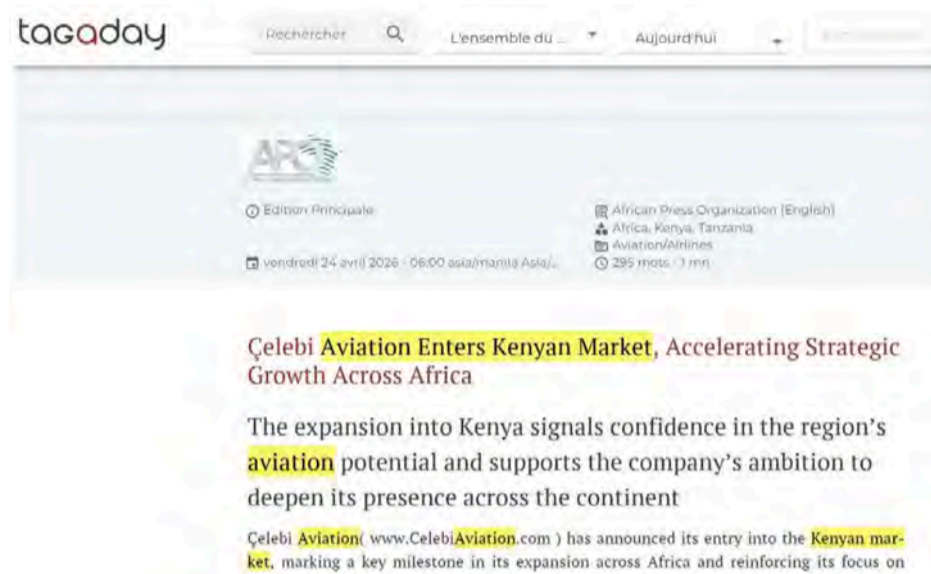 tagaday
Rechercher
L'ensemble du ...
Aujourd'hui
APO
Edition Principale
African Press Organization (English)
Africa, Kenya, Tanzania
Aviation/Airlines
vendredi 24 avril 2026 - 06:00 asia/manila Asia/...
295 mots - 1 mn
Çelebi Aviation Enters Kenyan Market, Accelerating Strategic
Growth Across Africa
The expansion into Kenya signals confidence in the region's
aviation potential and supports the company's ambition to
deepen its presence across the continent
Çelebi Aviation( www.CelebiAviation.com ) has announced its entry into the Kenyan mar-
ket, marking a key milestone in its expansion across Africa and reinforcing its focus on